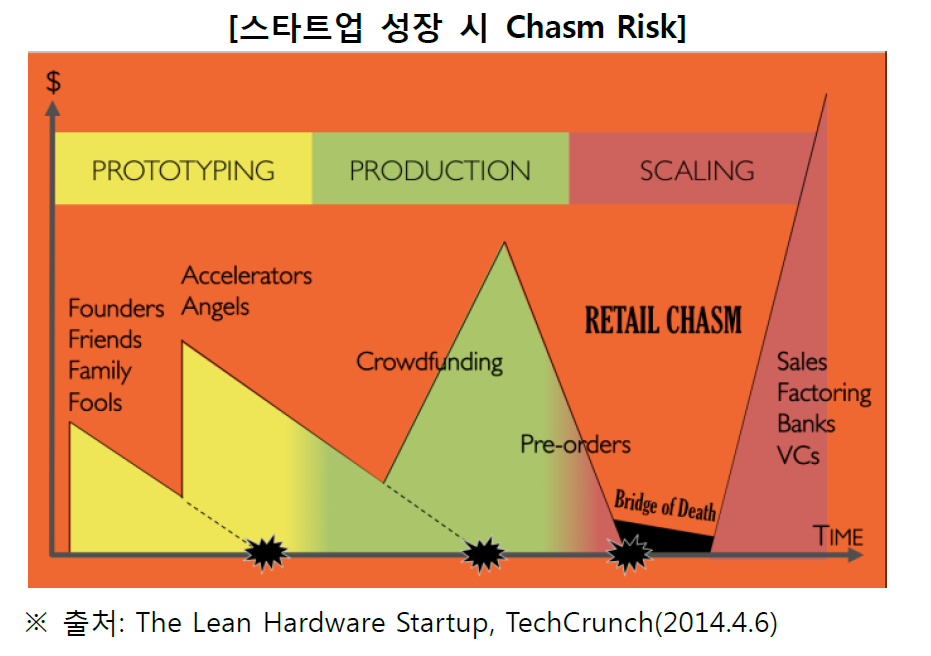 [스타트업 성장 시 Chasm Risk]
$
PROTOTYPING
PRODUCTION
SCALING
Accelerators
Angels
Founders
Friends
Family
Fools
RETAIL CHASM
Crowdfunding
Sales
Factoring
Banks
VCs
Pre-orders
Bridge of Death
TIME
※ 출처: The Lean Hardware Startup, TechCrunch(2014.4.6)